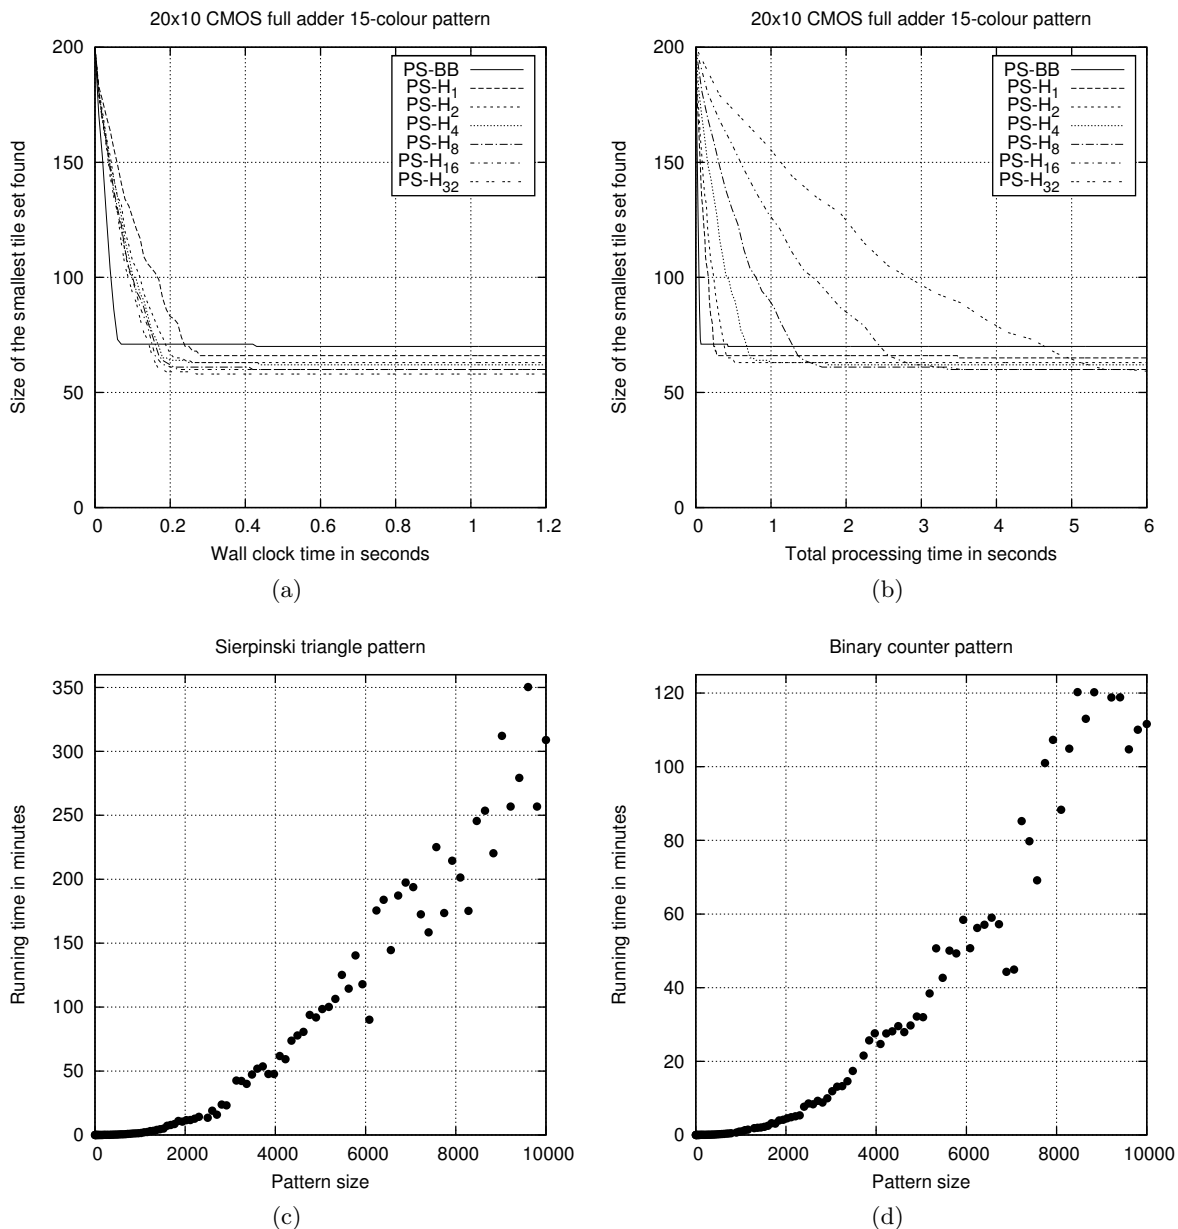 20x10 CMOS full adder 15-colour pattern
Size of the smallest tile set found
200
150
100
50
0
PS-BB
PS-H1
PS-H2
PS-H4
PS-H8
PS-H16
PS-H32
0 0.2 0.4 0.6 0.8 1 1.2
Wall clock time in seconds
(a)
20x10 CMOS full adder 15-colour pattern
Size of the smallest tile set found
200
150
100
50
0
PS-BB
PS-H1
PS-H2
PS-H4
PS-H8
PS-H16
PS-H32
0 1 2 3 4 5 6
Total processing time in seconds
(b)
Sierpinski triangle pattern
Running time in minutes
350
300
250
200
150
100
50
0
0 2000 4000 6000 8000 10000
Pattern size
(c)
Binary counter pattern
Running time in minutes
120
100
80
60
40
20
0
0 2000 4000 6000 8000 10000
Pattern size
(d)